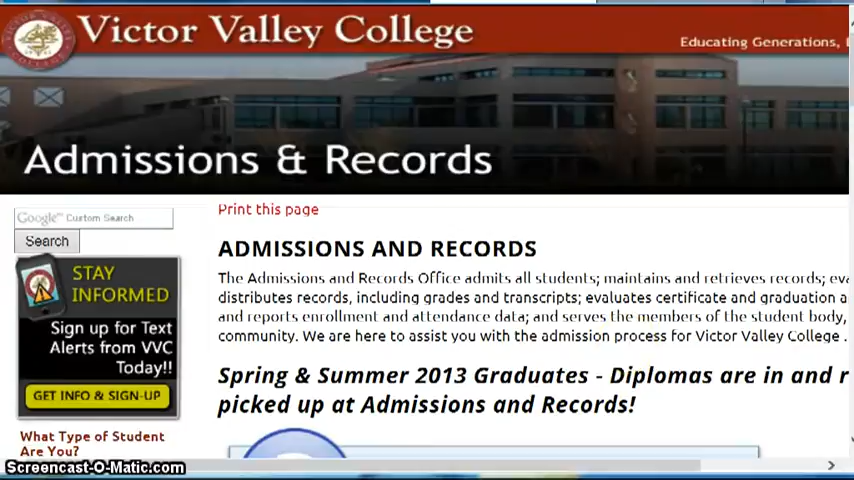 Victor Valley College
Educating Generations,
Admissions & Records
Google™ Custom Search
Search
STAY
INFORMED
Sign up for Text
Alerts from VVC
Today!!
GET INFO & SIGN-UP
What Type of Student
Are You?
Print this page
ADMISSIONS AND RECORDS
The Admissions and Records Office admits all students; maintains and retrieves records;
distributes records, including grades and transcripts; evaluates certificate and graduation
and reports enrollment and attendance data; and serves the members of the student body,
community. We are here to assist you with the admission process for Victor Valley College .
Spring & Summer 2013 Graduates - Diplomas are in and
picked up at Admissions and Records!
Screencast-O-Matic.com